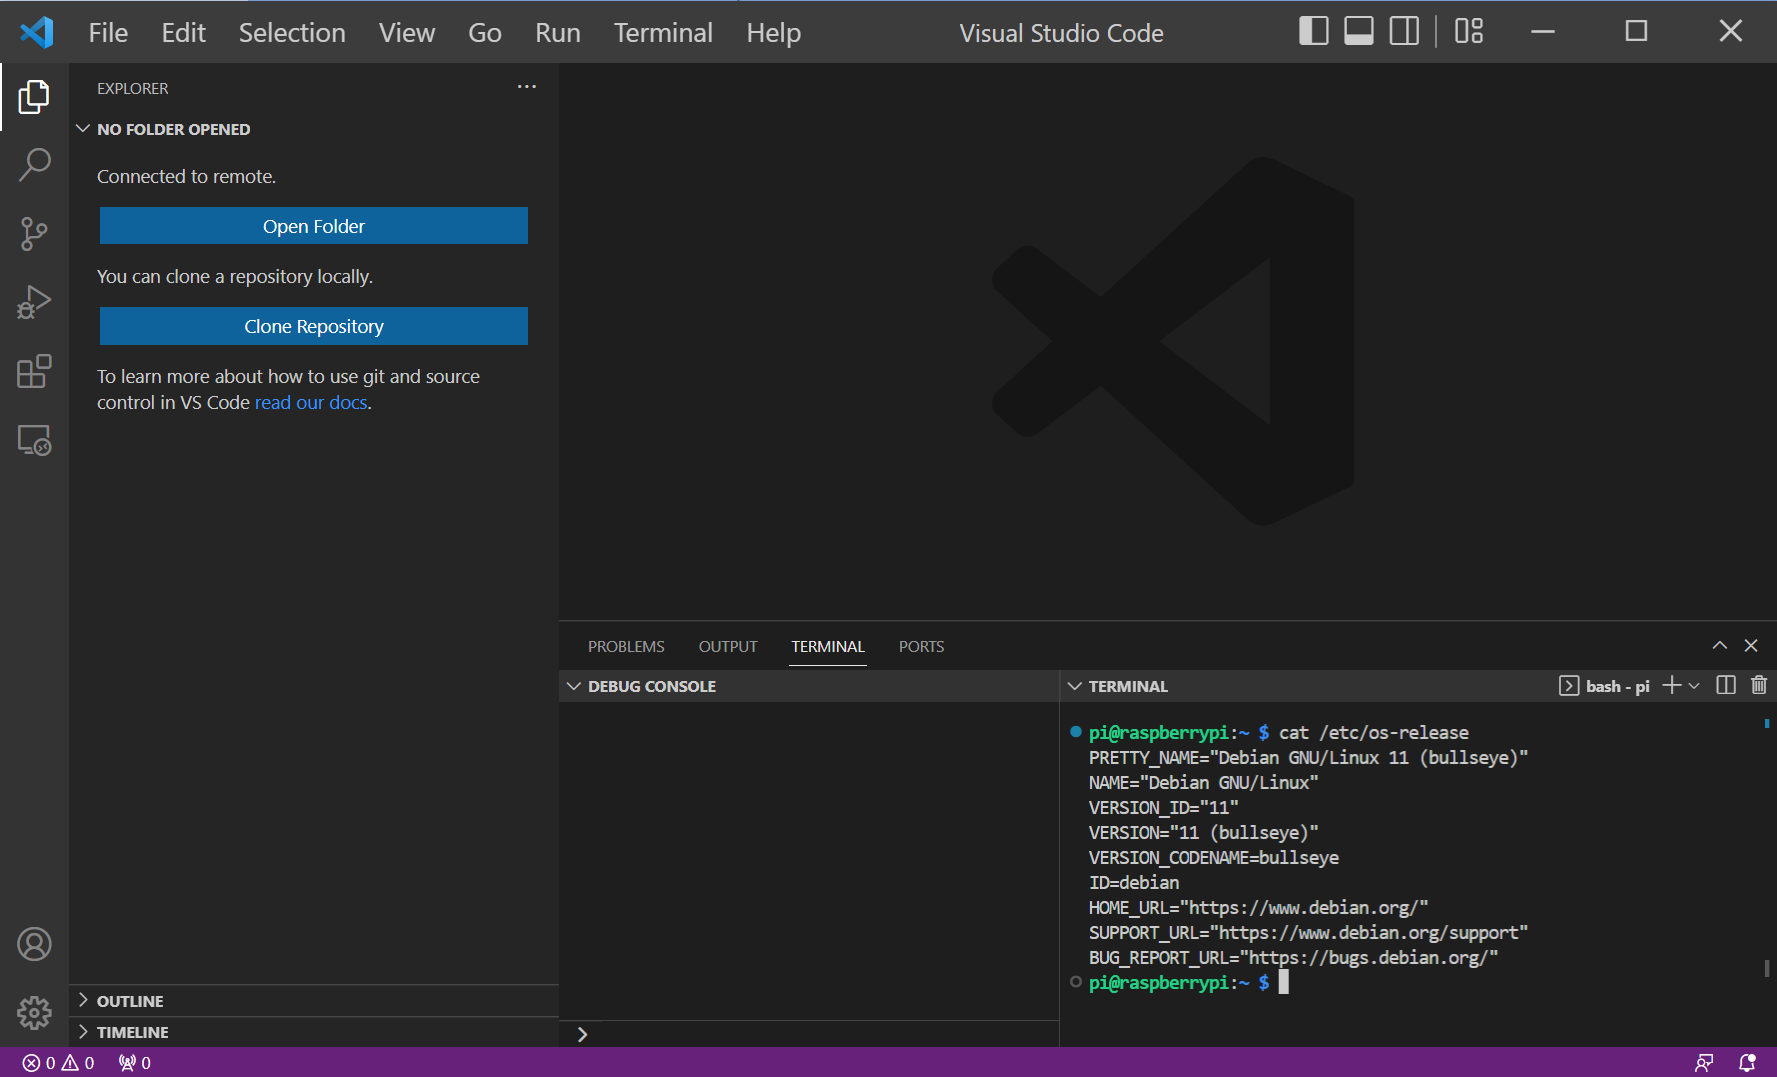 File Edit Selection View Go Run Terminal Help Visual Studio Code
EXPLORER
NO FOLDER OPENED
Connected to remote.
Open Folder
You can clone a repository locally.
Clone Repository
To learn more about how to use git and source
control in VS Code read our docs.
OUTLINE
TIMELINE
PROBLEMS OUTPUT TERMINAL PORTS
DEBUG CONSOLE
TERMINAL
bash - pi
pi@raspberrypi:~ $ cat /etc/os-release
PRETTY_NAME="Debian GNU/Linux 11 (bullseye)"
NAME="Debian GNU/Linux"
VERSION_ID="11"
VERSION="11 (bullseye)"
VERSION_CODENAME=bullseye
ID=debian
HOME_URL="https://www.debian.org/"
SUPPORT_URL="https://www.debian.org/support"
BUG_REPORT_URL="https://bugs.debian.org/"
pi@raspberrypi:~ $
0 0 0